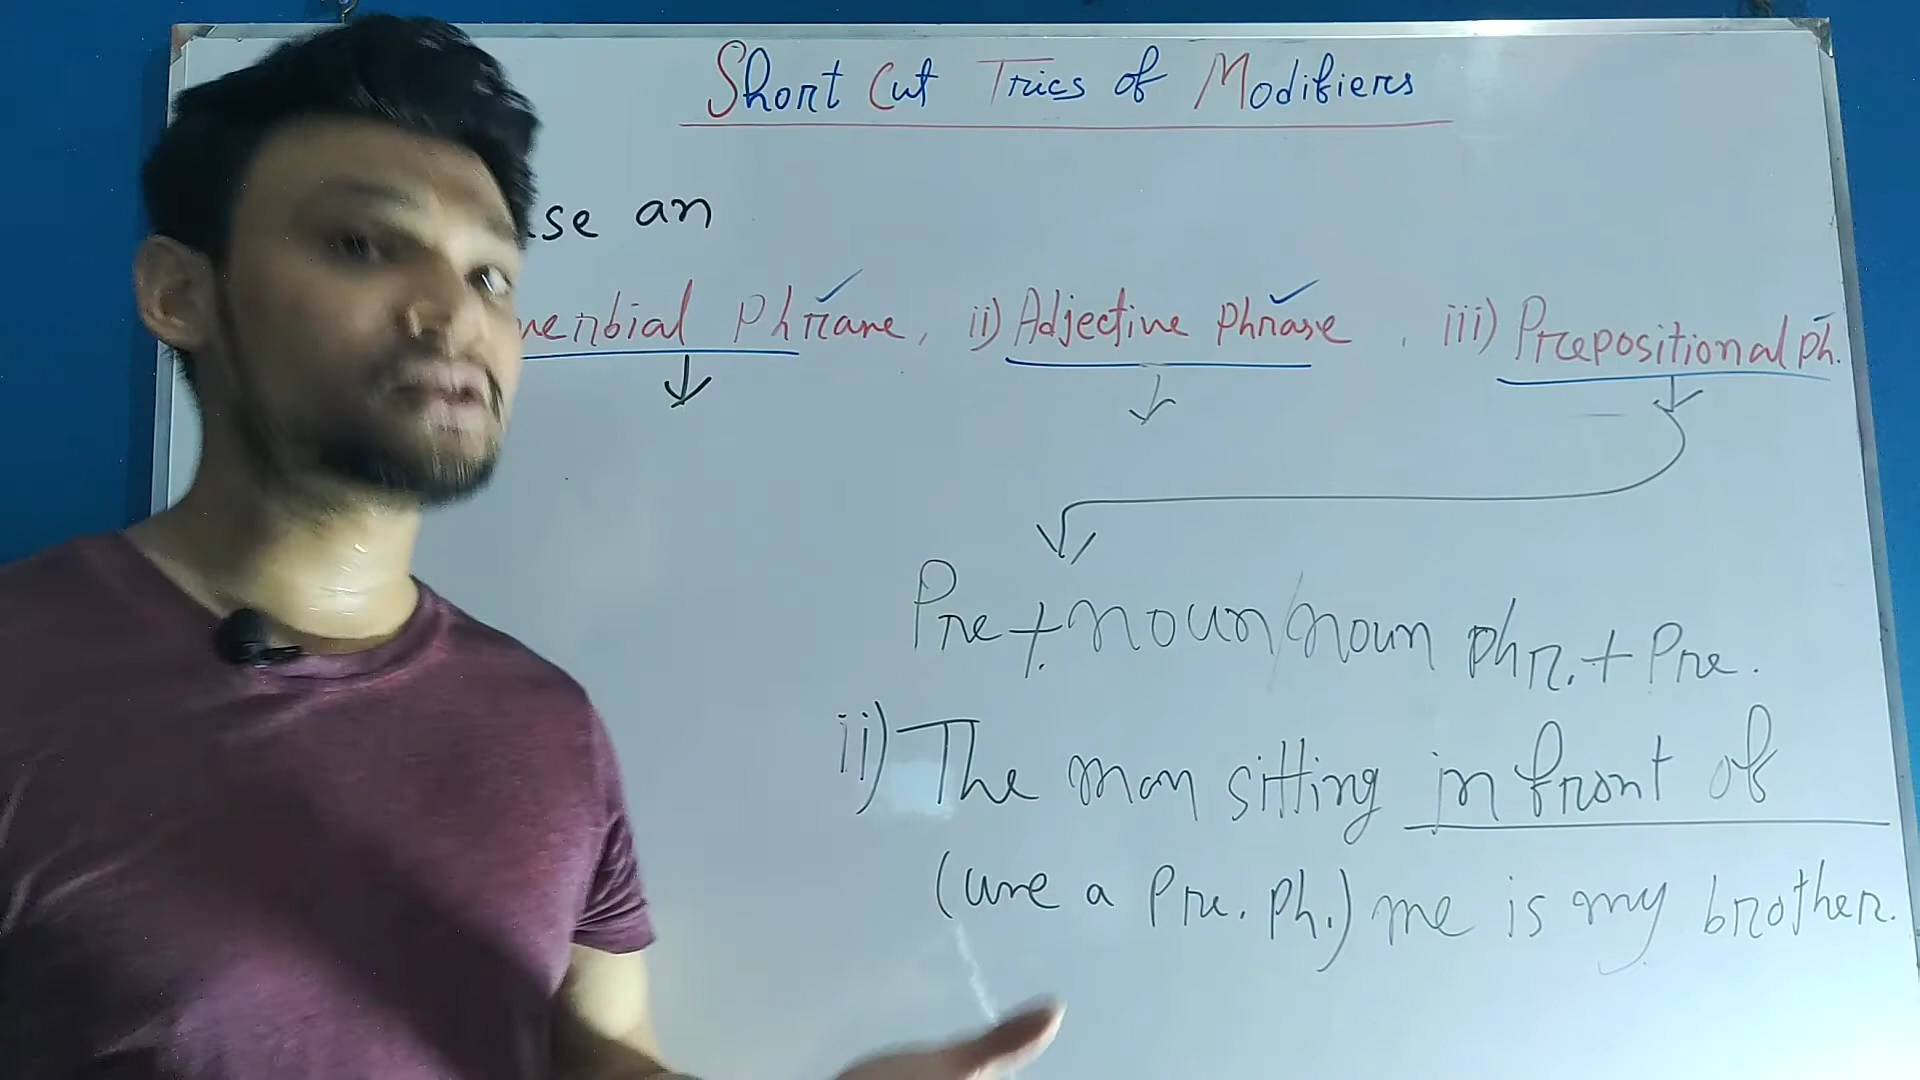 Short Cut Trics of Modifiers
se an
verbial Phrase, ii) Adjective phrase, iii) Prepositional ph.
Pre + noun/noun phr. + Pre.
ii) The man sitting in front of
(use a Pre. Ph.) me is my brother.